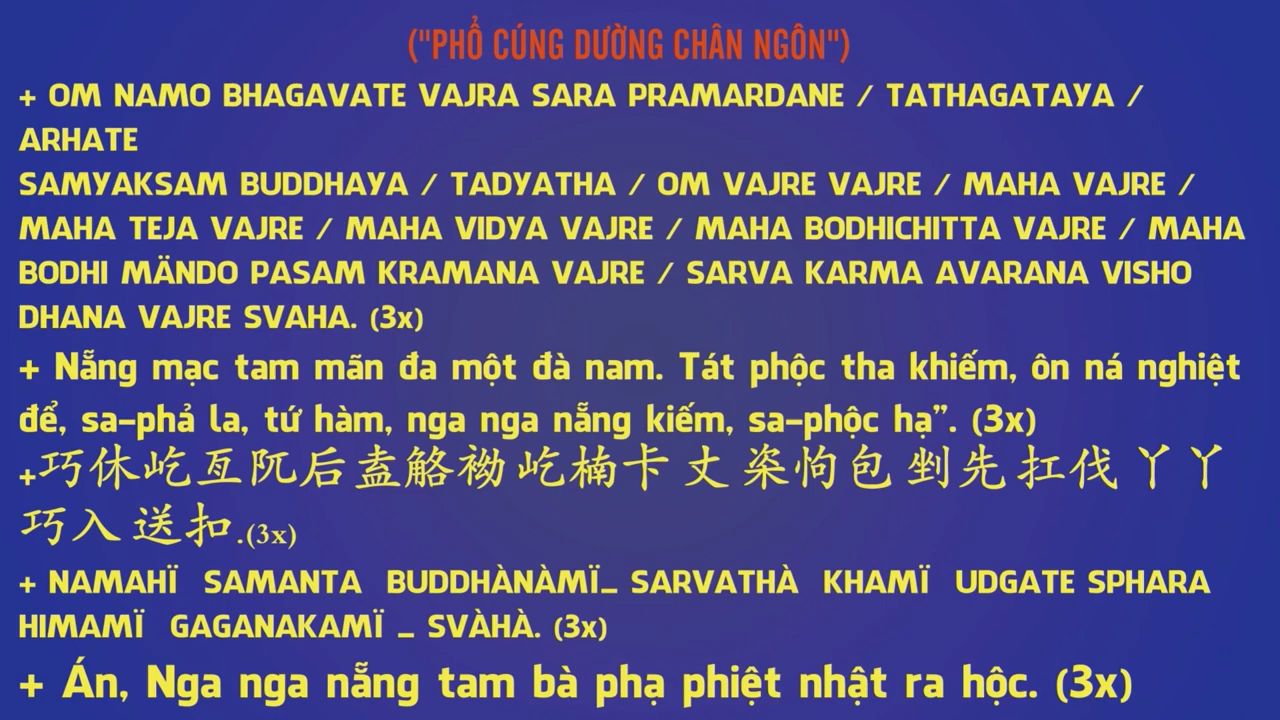 ("PHỔ CÚNG DƯỜNG CHÂN NGÔN")
+ OM NAMO BHAGAVATE VAJRA SARA PRAMARDANE / TATHAGATAYA /
ARHATE
SAMYAKSAM BUDDHAYA / TADYATHA / OM VAJRE VAJRE / MAHA VAJRE /
MAHA TEJA VAJRE / MAHA VIDYA VAJRE / MAHA BODHICHITTA VAJRE / MAHA
BODHI MÄNDO PASAM KRAMANA VAJRE / SARVA KARMA AVARANA VISHO
DHANA VAJRE SVAHA. (3x)
+ Nẵng mạc tam mãn đa một đà nam. Tát phộc tha khiếm, ôn ná nghiệt
để, sa-phả la, tứ hàm, nga nga nẵng kiếm, sa-phộc hạ”. (3x)
+巧休屹亙阢后盍觡袎屹楠卡丈 恣怐包 剉先扛伐 丫丫
巧入送扣.(3x)
+ NAMAHÏ SAMANTA BUDDHÀNÀMÏ_ SARVATHÀ KHAMÏ UDGATE SPHARA
HIMAMÏ GAGANAKAMÏ _ SVÀHÀ. (3x)
+ Án, Nga nga nẵng tam bà phạ phiệt nhật ra hộc. (3x)